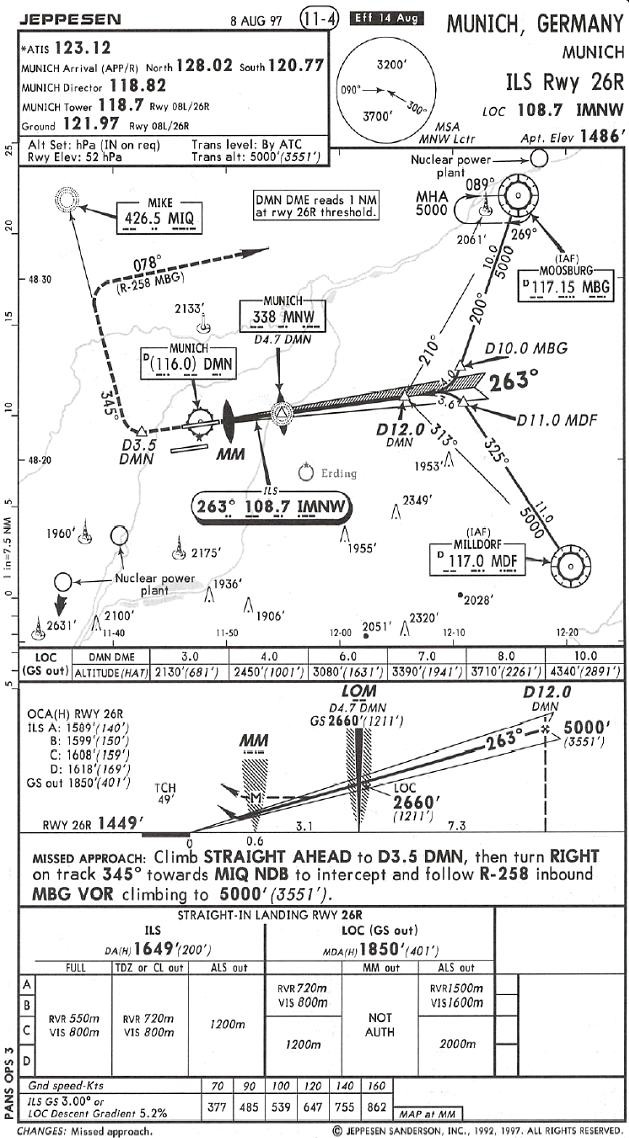 JEPPESEN
8 AUG 97
11-4
Eff 14 Aug
MUNICH, GERMANY
MUNICH
ILS Rwy 26R
LOC 108.7 IMNW
*ATIS 123.12
MUNICH Arrival (APP/R) North 128.02 South 120.77
MUNICH Director 118.82
MUNICH Tower 118.7 Rwy 08L/26R
Ground 121.97 Rwy 08L/26R
Alt Set: hPa (IN on req) Trans level: By ATC
Rwy Elev: 52 hPa Trans alt: 5000'(3551')
3200'
090°
300°
3700'
MSA
MNW Lctr
Apt. Elev 1486'
Nuclear power
plant
MIKE
426.5 MIQ
DMN DME reads 1 NM
at rwy 26R threshold.
MHA
5000
089°
2061'
269°
(IAF)
MOOSBURG
D 117.15 MBG
078°
(R-258 MBG)
10.0
5000
200°
48-30
2133'
MUNICH
338 MNW
D4.7 DMN
MUNICH
D (116.0) DMN
210°
D10.0 MBG
4.0
263°
345°
3.6
D11.0 MDF
D3.5
DMN
MM
D12.0
DMN
313°
325°
48-20
1953'
Erding
ILS
263° 108.7 IMNW
2349'
11.0
5000
(IAF)
MILLDORF
D 117.0 MDF
1960'
2175'
1955'
Nuclear power
plant
1936'
1906'
2028'
2631'
2100'
2051'
2320'
11-40
11-50
12-00
12-10
12-20
25
20
15
10
5
0
5
1 in=7.5 NM
LOC DMN DME 3.0 4.0 6.0 7.0 8.0 10.0
(GS out) ALTITUDE(HAT) 2130'(681') 2450'(1001') 3080'(1631') 3390'(1941') 3710'(2261') 4340'(2891')
OCA(H) RWY 26R
ILS A: 1589'(140')
B: 1599'(150')
C: 1608'(159')
D: 1618'(169')
GS out 1850'(401')
LOM
D4.7 DMN
GS 2660'(1211')
D12.0
DMN
MM
263°
5000'
(3551')
TCH
49'
M
LOC
2660'
(1211')
RWY 26R 1449'
0
0.6
3.1
7.3
MISSED APPROACH: Climb STRAIGHT AHEAD to D3.5 DMN, then turn RIGHT
on track 345° towards MIQ NDB to intercept and follow R-258 inbound
MBG VOR climbing to 5000'(3551').
STRAIGHT-IN LANDING RWY 26R
ILS
LOC (GS out)
DA(H) 1649'(200')
MDA(H) 1850'(401')
FULL
TDZ or CL out
ALS out
MM out
ALS out
A
B
C
D
RVR 550m
VIS 800m
RVR 720m
VIS 800m
1200m
RVR 720m
VIS 800m
1200m
NOT
AUTH
RVR 1500m
VIS 1600m
2000m
Gnd speed-Kts 70 90 100 120 140 160
ILS GS 3.00° or
LOC Descent Gradient 5.2%
377 485 539 647 755 862
MAP at MM
PANS OPS 3
CHANGES: Missed approach.
© JEPPESEN SANDERSON, INC., 1992, 1997. ALL RIGHTS RESERVED.